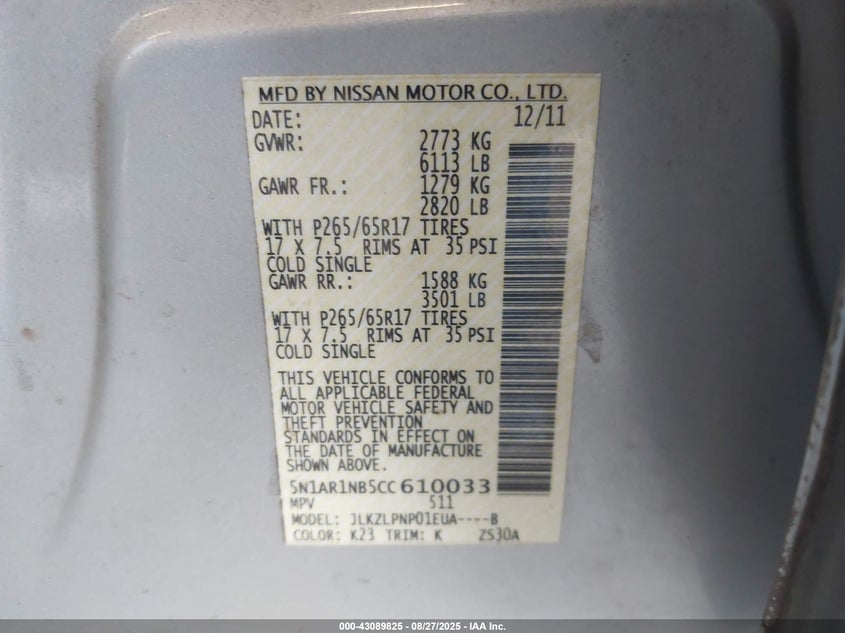 MFD BY NISSAN MOTOR CO., LTD.
DATE: 12/11
GVWR: 2773 KG
6113 LB
GAWR FR.: 1279 KG
2820 LB
WITH P265/65R17 TIRES
17 X 7.5 RIMS AT 35 PSI
COLD SINGLE
GAWR RR.: 1588 KG
3501 LB
WITH P265/65R17 TIRES
17 X 7.5 RIMS AT 35 PSI
COLD SINGLE
THIS VEHICLE CONFORMS TO
ALL APPLICABLE FEDERAL
MOTOR VEHICLE SAFETY AND
THEFT PREVENTION
STANDARDS IN EFFECT ON
THE DATE OF MANUFACTURE
SHOWN ABOVE.
5N1AR1NB5CC610033
MPV 511
MODEL: JLKZLPNP01EUA----B
COLOR: K23 TRIM: K ZS30A
000-43089825 - 08/27/2025 - IAA Inc.